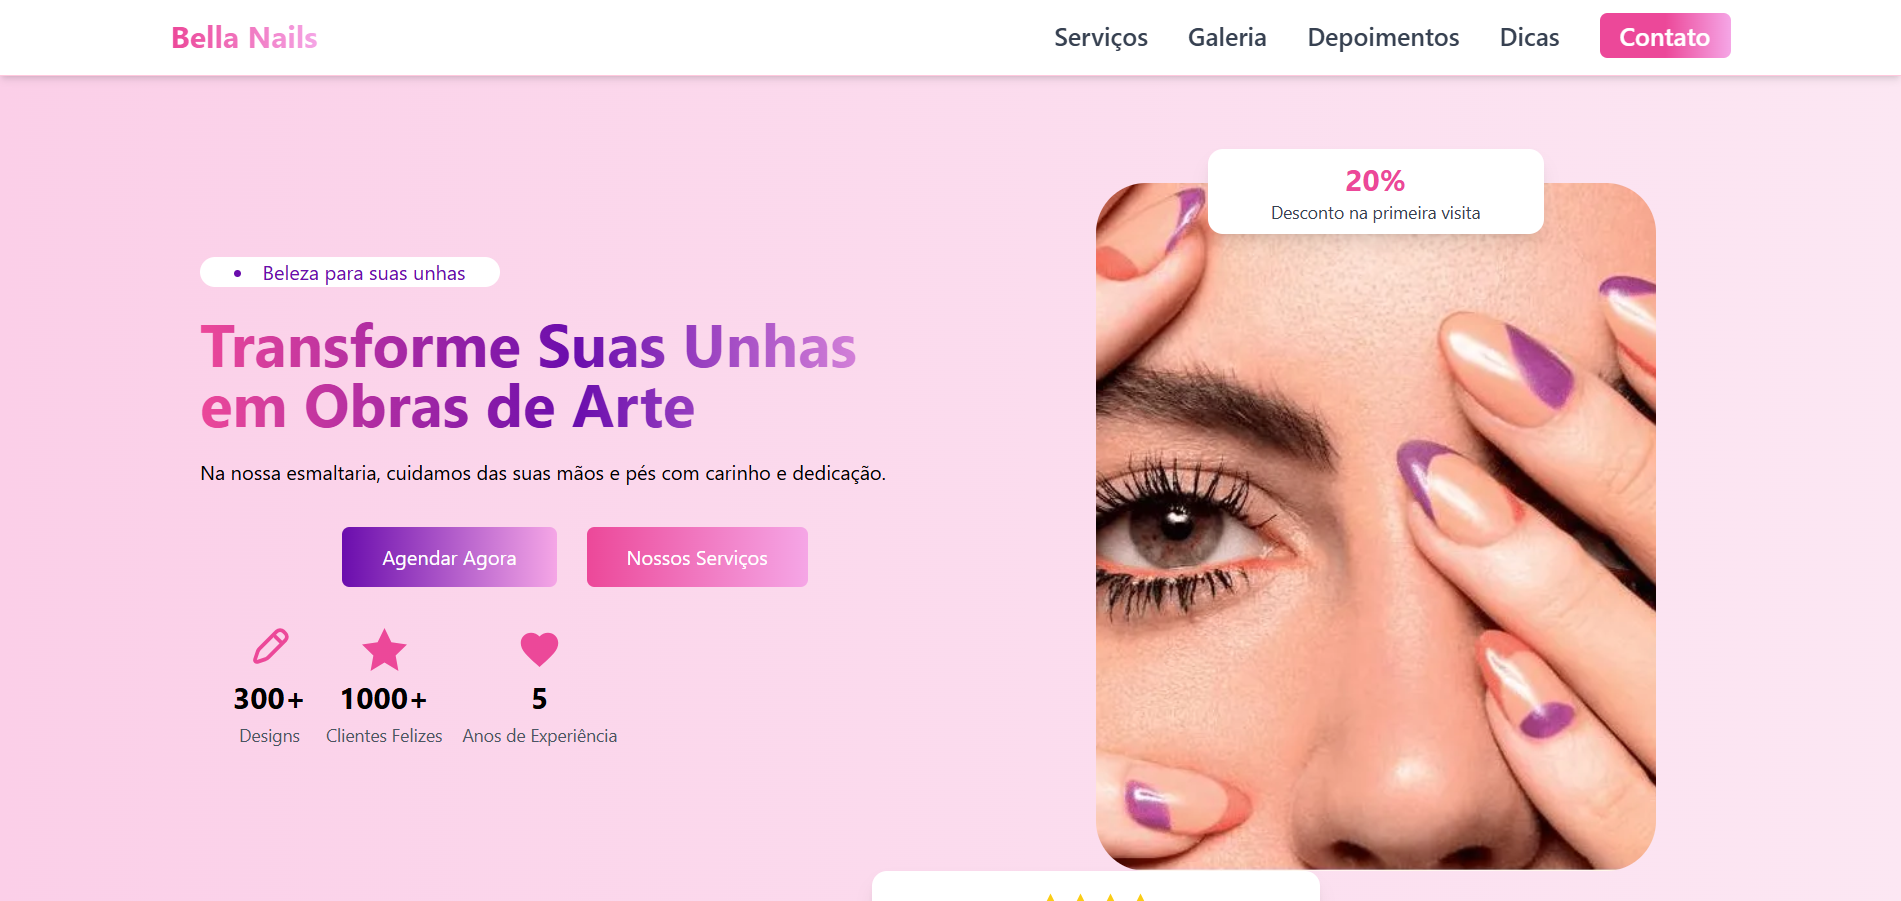 Bella Nails
Serviços
Galeria
Depoimentos
Dicas
Contato
20%
Desconto na primeira visita
Beleza para suas unhas
Transforme Suas Unhas
em Obras de Arte
Na nossa esmaltaria, cuidamos das suas mãos e pés com carinho e dedicação.
Agendar Agora
Nossos Serviços
300+
Designs
1000+
Clientes Felizes
5
Anos de Experiência